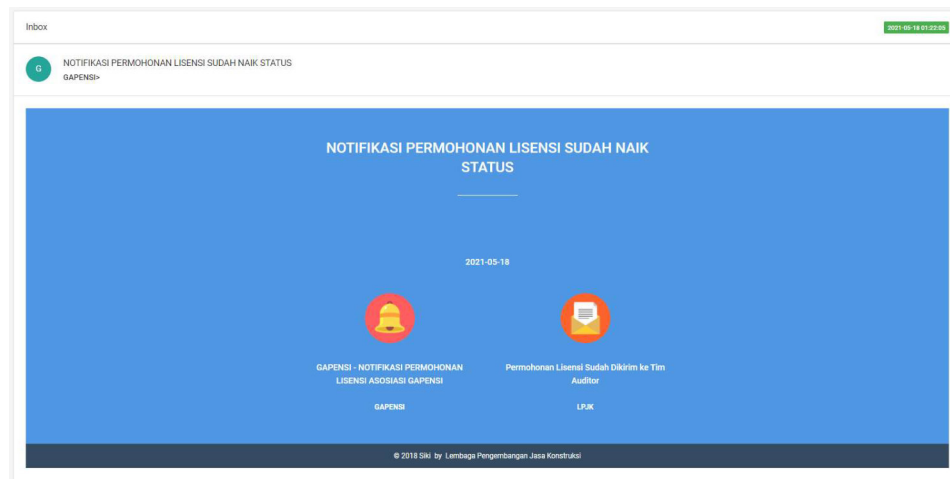 Inbox
2021-05-18 01:22:05
G
NOTIFIKASI PERMOHONAN LISENSI SUDAH NAIK STATUS
GAPENSI>
NOTIFIKASI PERMOHONAN LISENSI SUDAH NAIK
STATUS
2021-05-18
GAPENSI - NOTIFIKASI PERMOHONAN
LISENSI ASOSIASI GAPENSI
GAPENSI
Permohonan Lisensi Sudah Dikirim ke Tim
Auditor
LPJK
© 2018 Siki by Lembaga Pengembangan Jasa Konstruksi